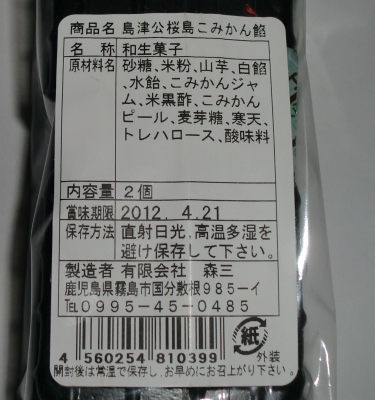 商品名 島津公桜島こみかん餡
名 称 和生菓子
原材料名 砂糖、米粉、山芋、白餡
、水飴、こみかんジャ
ム、米黒酢、こみかん
ピール、麦芽糖、寒天、
トレハロース、酸味料
内容量 2個
賞味期限 2012. 4.21
保存方法 直射日光、高温多湿を
避け保存して下さい。
製造者 有限会社 森三
鹿児島県霧島市国分敷根985ーイ
TEL0995-45-0485
4 560254 810399
紙
外装
開封後は常温で保存し、お早めにお召上がり下さい。